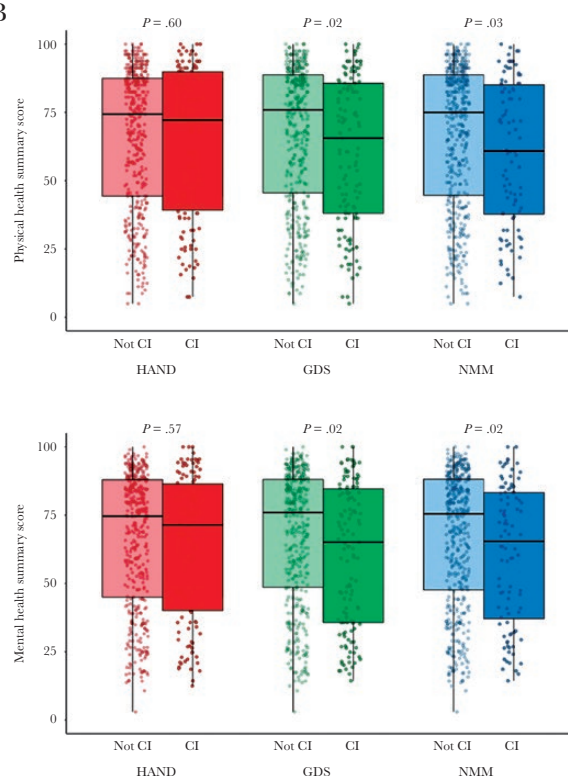 B
P = .60 P = .02 P = .03
100
75
50
25
0
Physical health summary score
Not CI CI Not CI CI Not CI CI
HAND GDS NMM
P = .57 P = .02 P = .02
100
75
50
25
0
Mental health summary score
Not CI CI Not CI CI Not CI CI
HAND GDS NMM